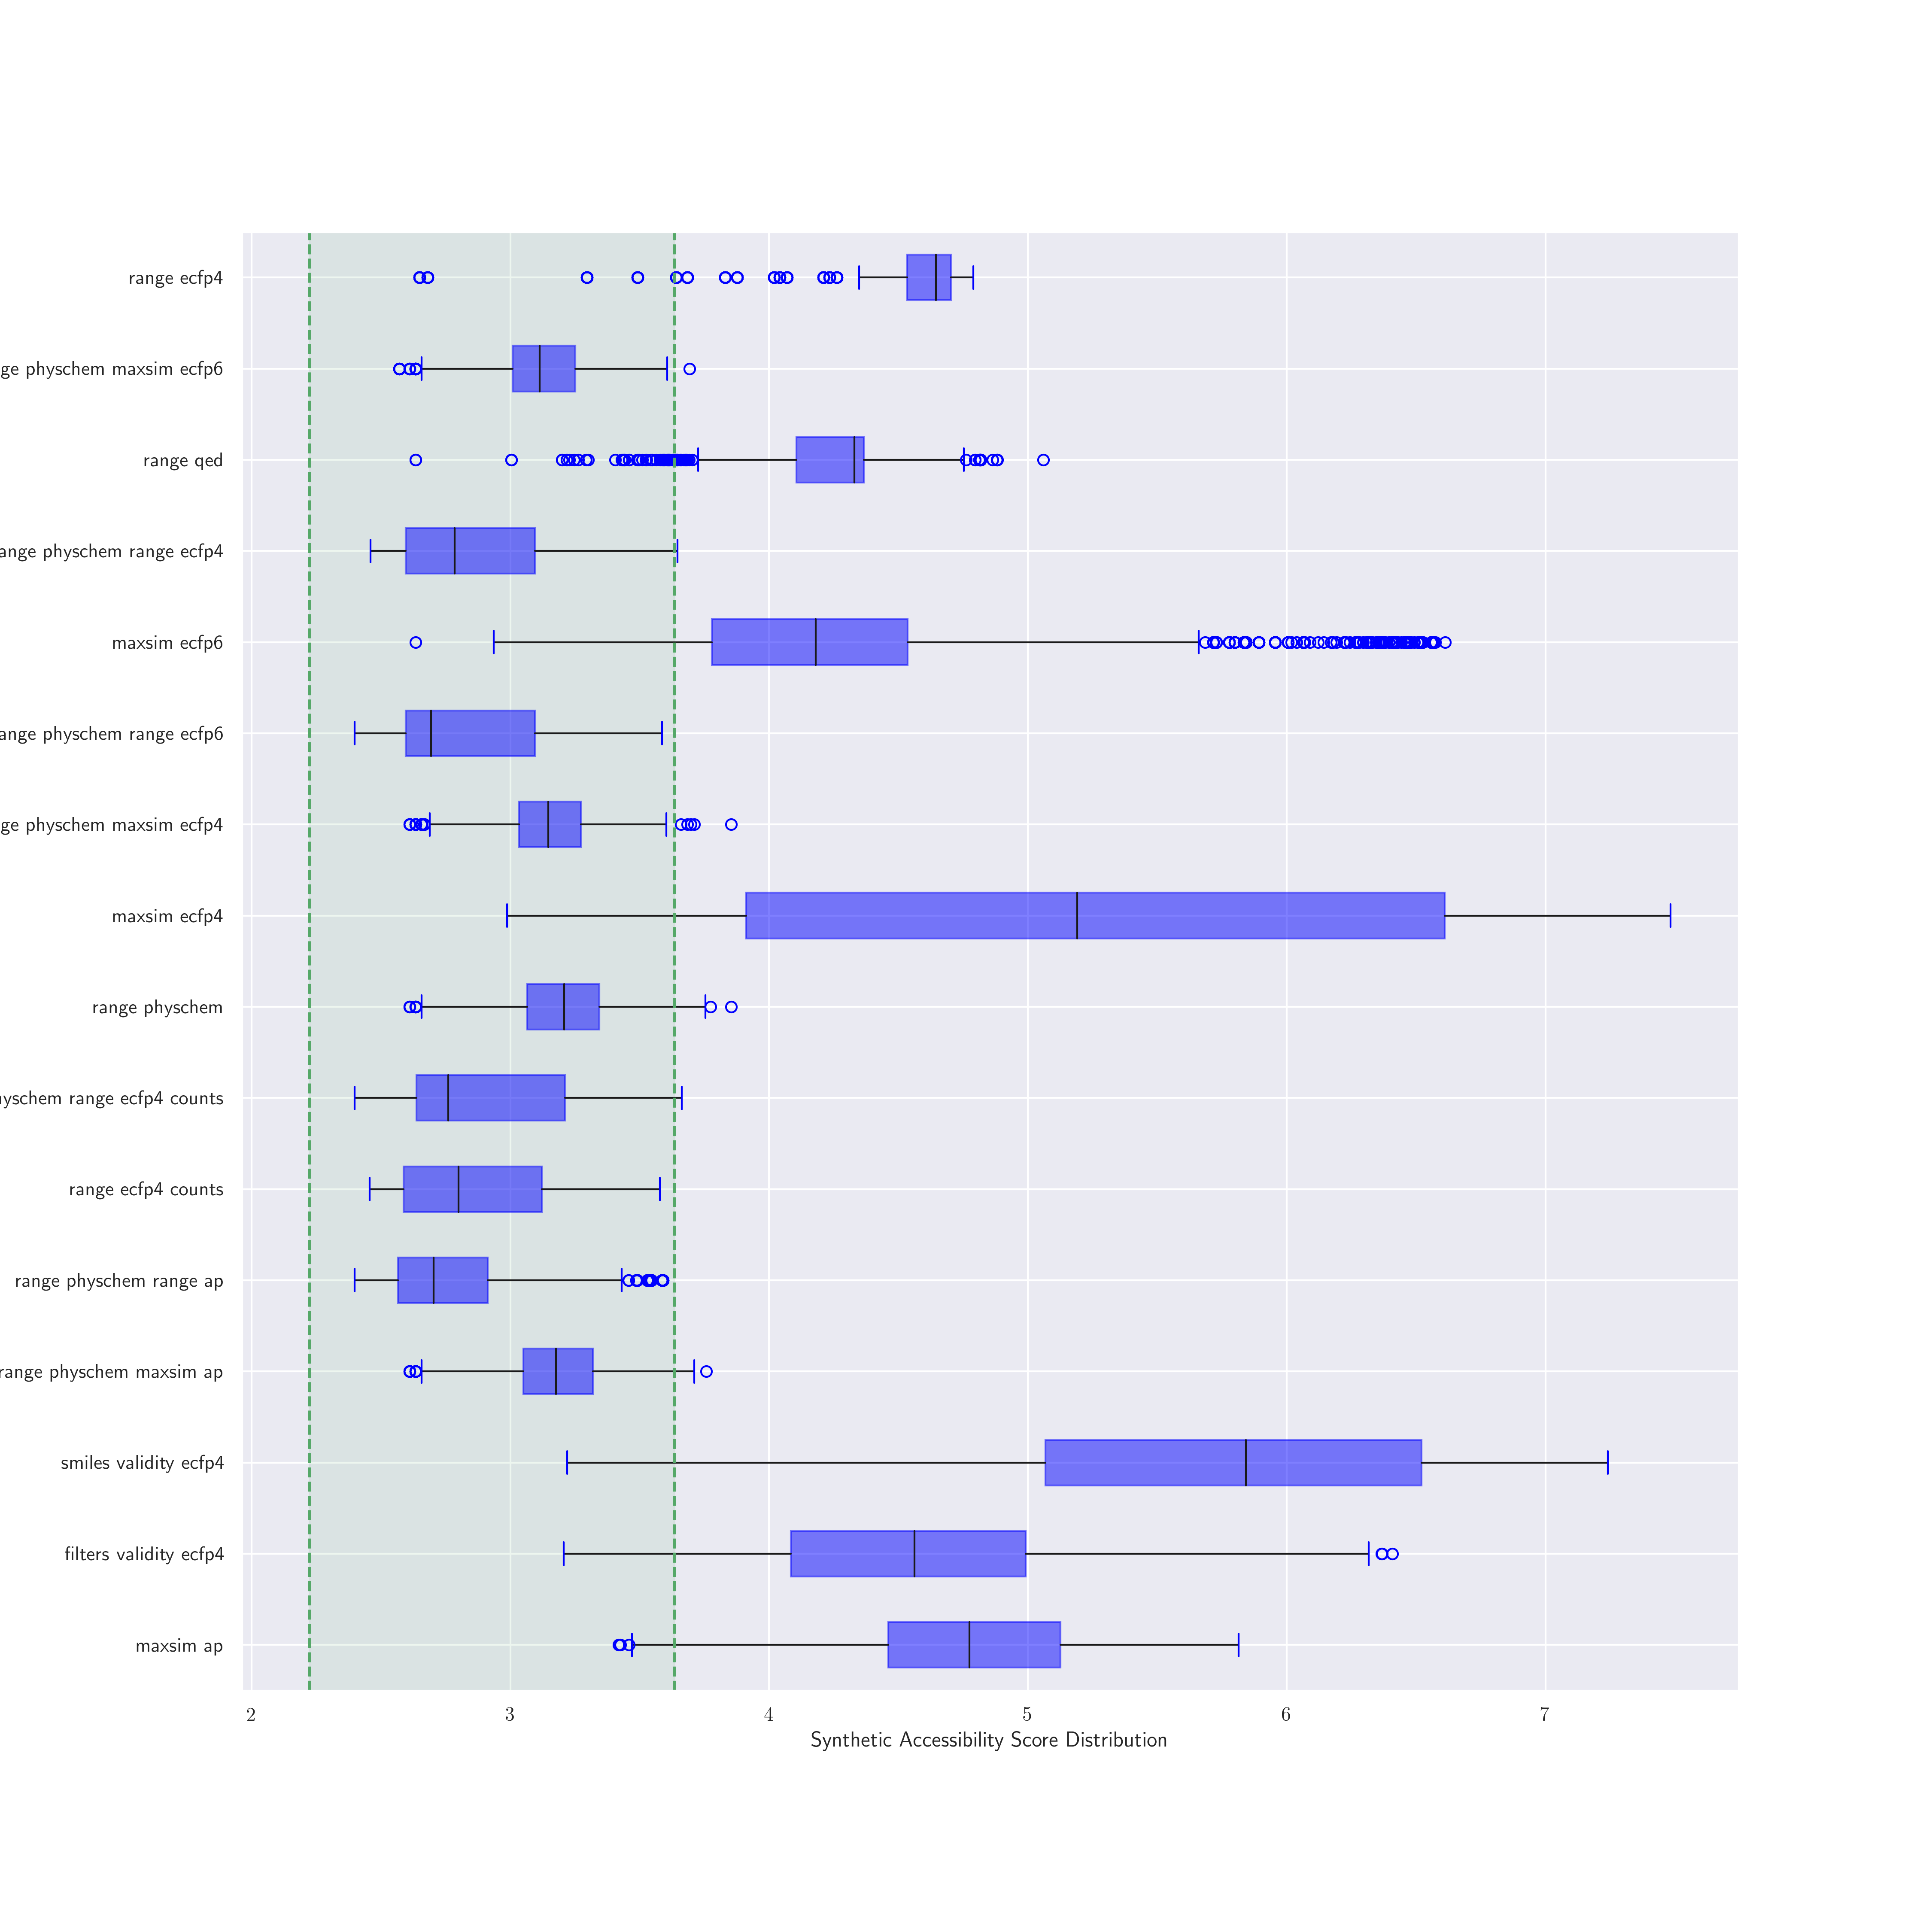 range ecfp4
ge physchem maxsim ecfp6
range qed
ange physchem range ecfp4
maxsim ecfp6
ange physchem range ecfp6
ge physchem maxsim ecfp4
maxsim ecfp4
range physchem
yschem range ecfp4 counts
range ecfp4 counts
range physchem range ap
range physchem maxsim ap
smiles validity ecfp4
filters validity ecfp4
maxsim ap
2 3 4 5 6 7
Synthetic Accessibility Score Distribution